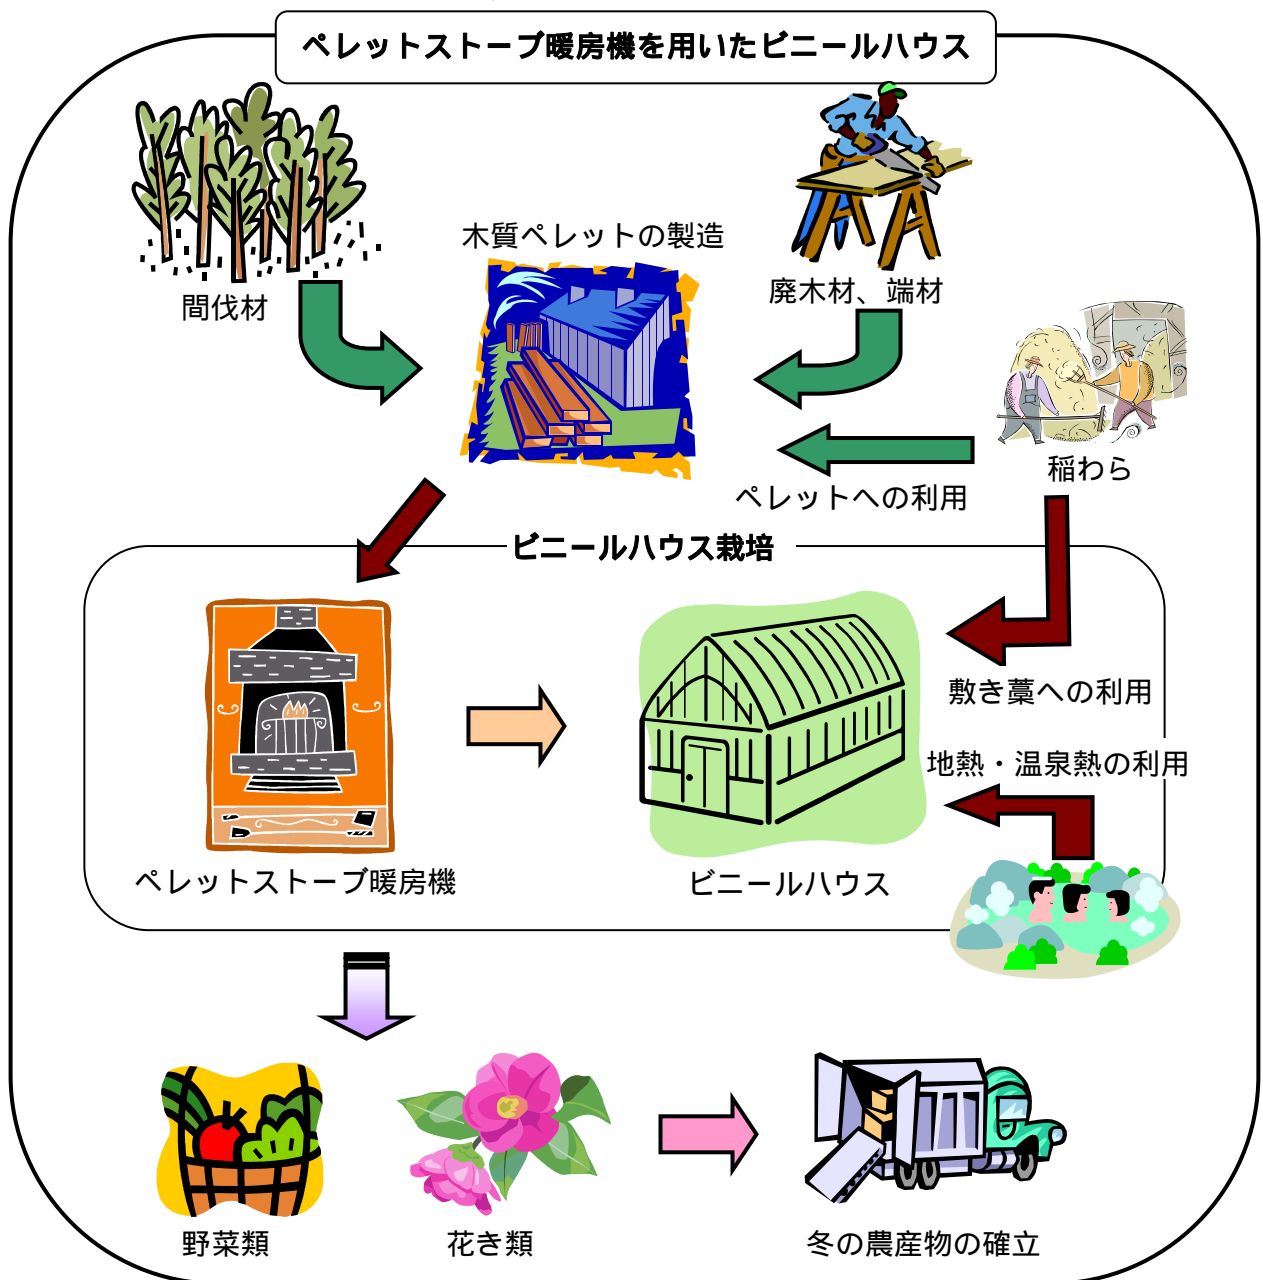 ペレットストーブ暖房機を用いたビニールハウス
木質ペレットの製造
間伐材
廃木材、端材
稲わら
ペレットへの利用
ビニールハウス栽培
敷き藁への利用
地熱・温泉熱の利用
ペレットストーブ暖房機
ビニールハウス
野菜類
花き類
冬の農産物の確立